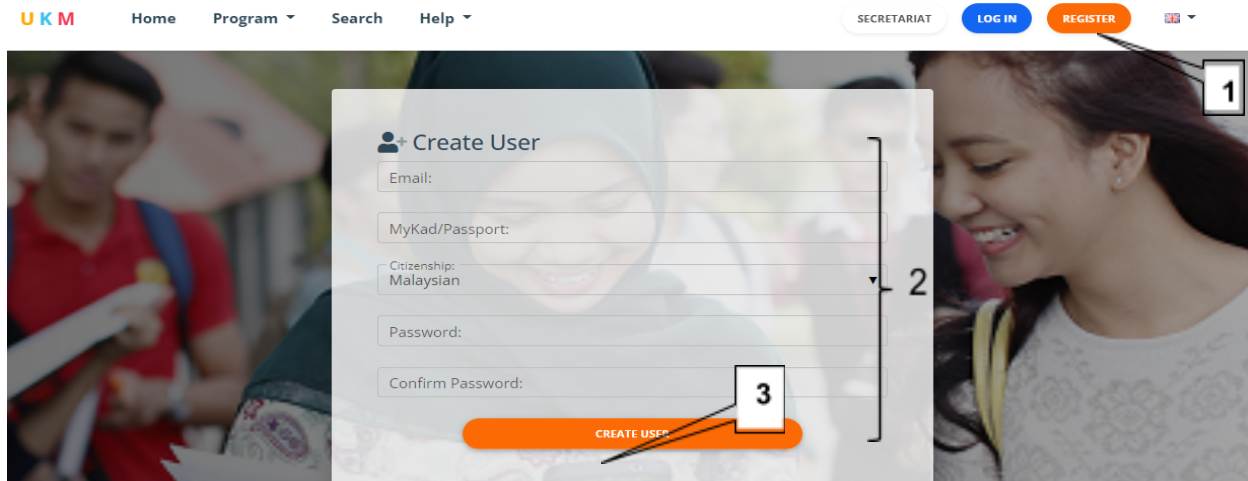 UKM Home Program Search Help SECRETARIAT LOG IN REGISTER
1
Create User
Email:
MyKad/Passport:
Citizenship:
Malaysian
2
Password:
Confirm Password:
3
CREATE USER